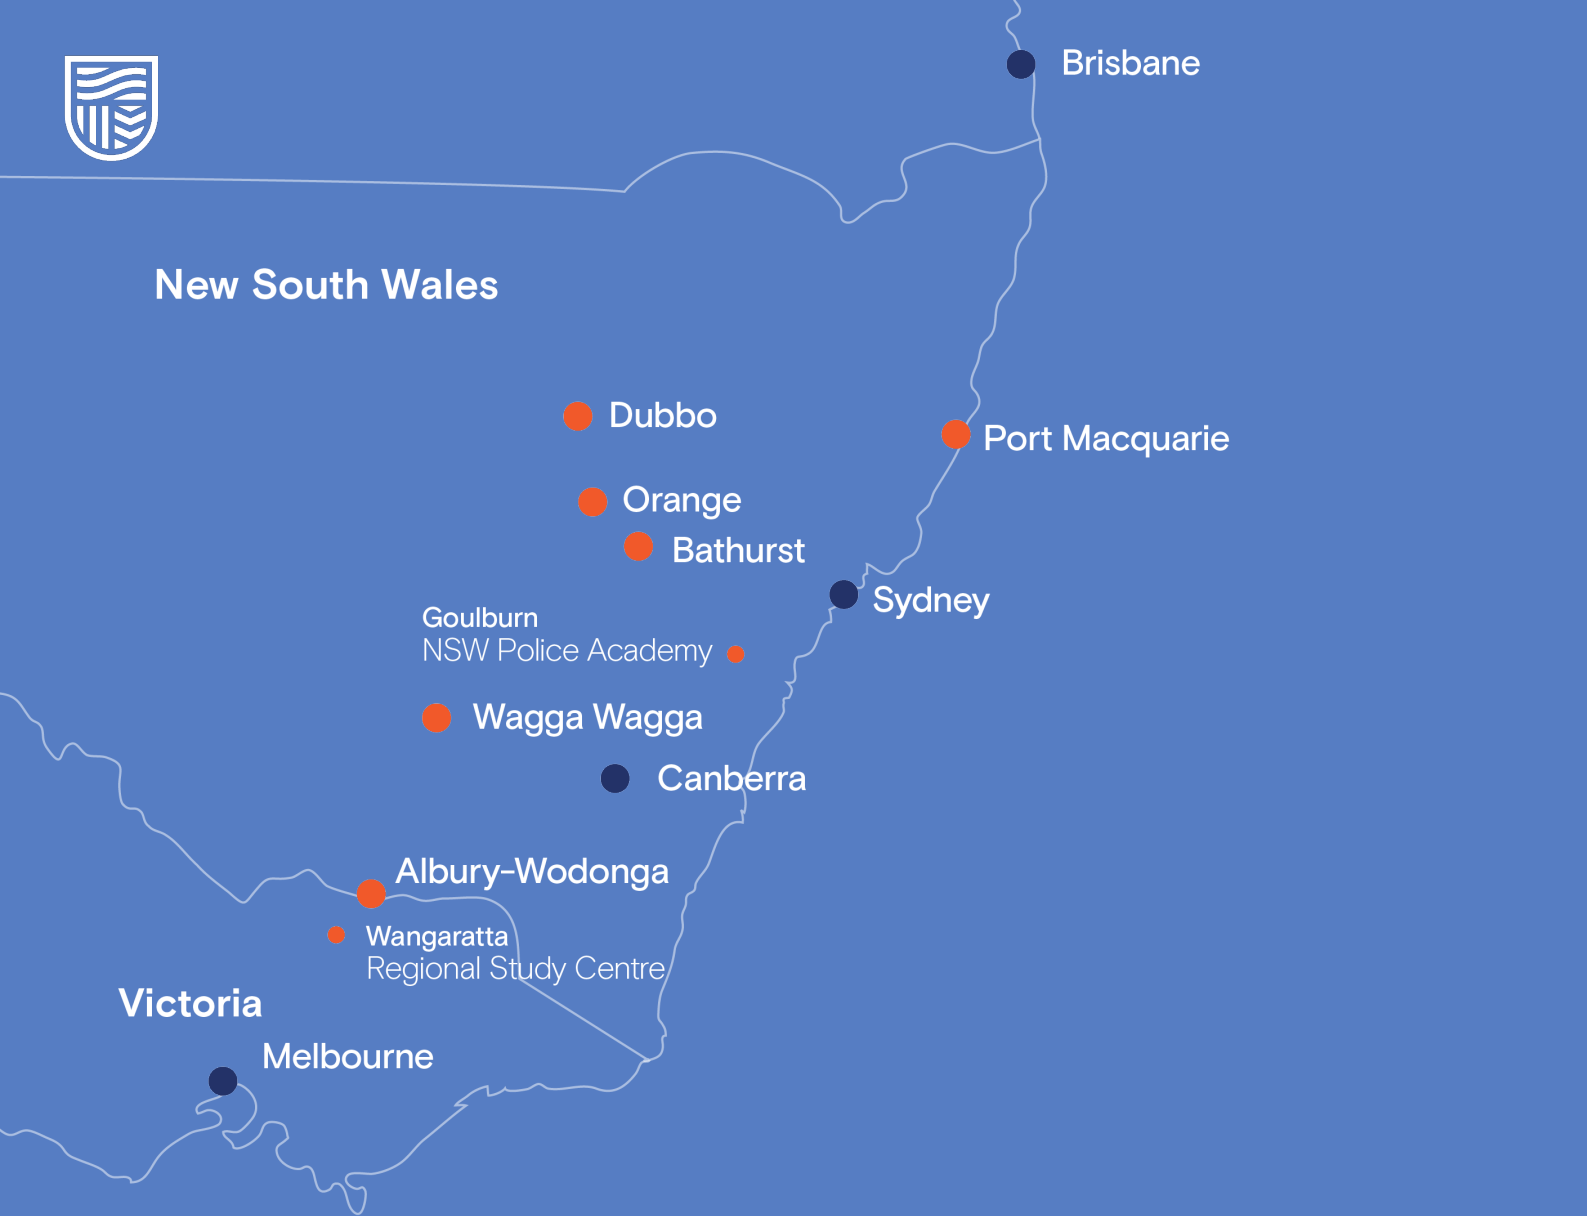 Brisbane
New South Wales
Dubbo
Port Macquarie
Orange
Bathurst
Sydney
Goulburn
NSW Police Academy
Wagga Wagga
Canberra
Albury–Wodonga
Wangaratta
Regional Study Centre
Victoria
Melbourne